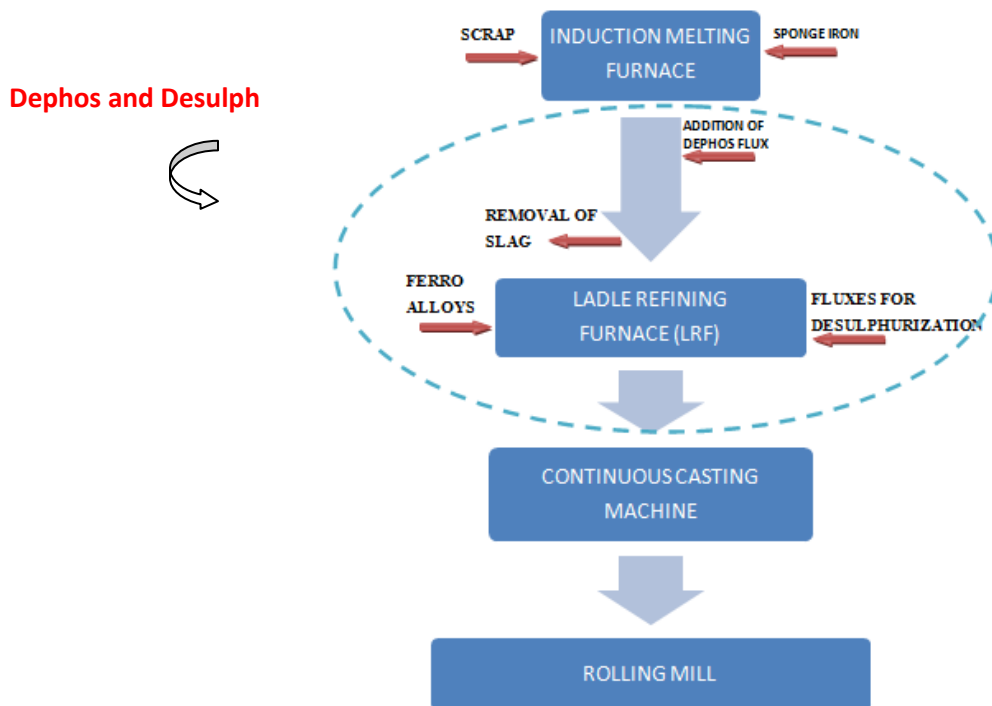 SCRAP
INDUCTION MELTING
FURNACE
SPONGE IRON
Dephos and Desulph
ADDITION OF
DEPHOS FLUX
REMOVAL OF
SLAG
FERRO
ALLOYS
LADLE REFINING
FURNACE (LRF)
FLUXES FOR
DESULPHURIZATION
CONTINUOUS CASTING
MACHINE
ROLLING MILL